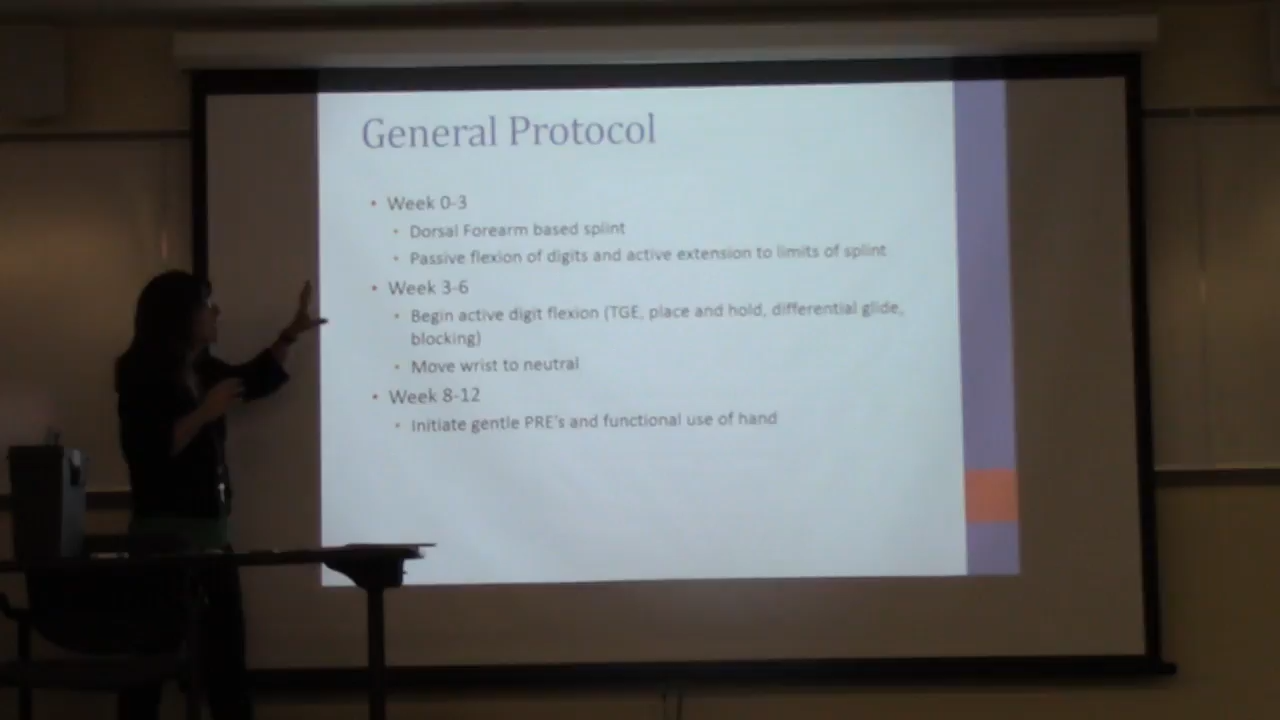 General Protocol
• Week 0-3
• Dorsal Forearm based splint
• Passive flexion of digits and active extension to limits of splint
• Week 3-6
• Begin active digit flexion (TGE, place and hold, differential glide,
blocking)
• Move wrist to neutral
• Week 8-12
• Initiate gentle PRE's and functional use of hand